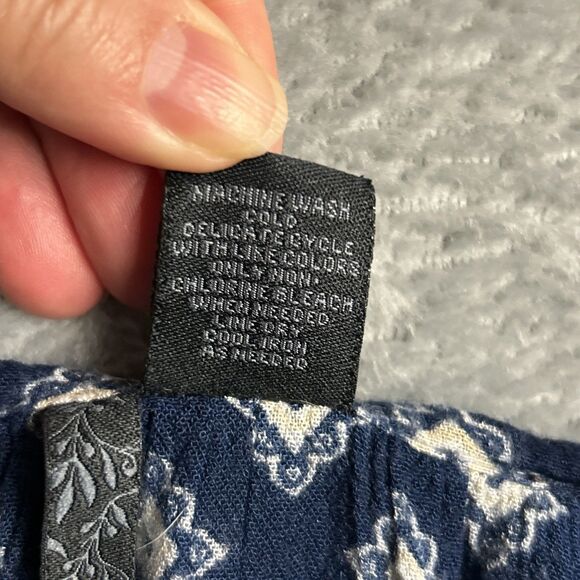 MACHINE WASH
COLD
DELICATE CYCLE
WITH LIKE COLORS
ONLY NON-
CHLORINE BLEACH
WHEN NEEDED
LINE DRY
COOL IRON
AS NEEDED